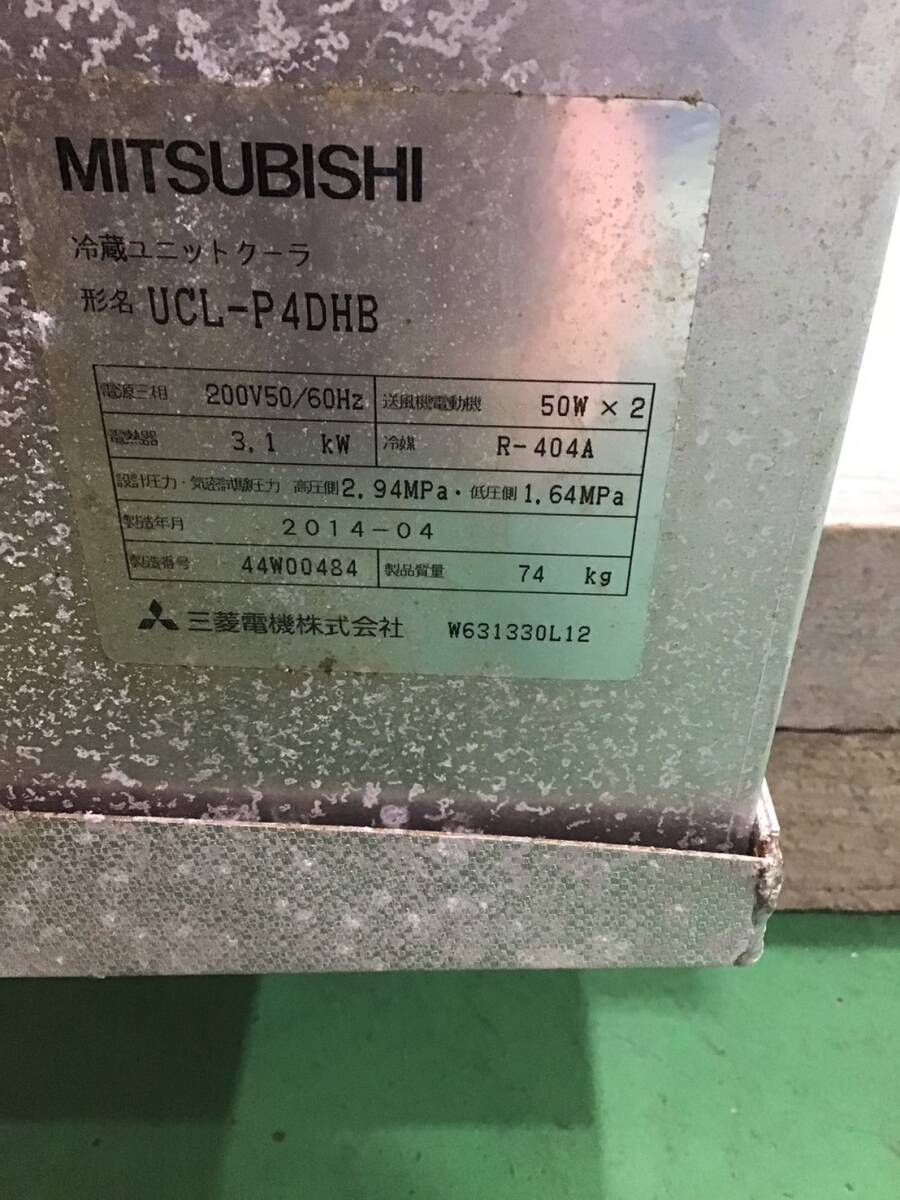 MITSUBISHI
冷蔵ユニットクーラ
形名 UCL-P4DHB
電源三相 200V50/60Hz 送風機電動機 50W×2
電熱器 3.1 kW 冷媒 R-404A
設計圧力・気密試験圧力 高圧側2.94MPa・低圧側1.64MPa
製造年月 2014-04
製造番号 44W00484 製品質量 74 kg
三菱電機株式会社 W631330L12